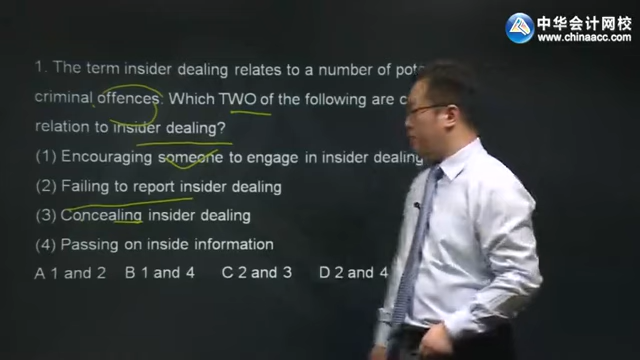 中华会计网校
www.chinaacc.com
1. The term insider dealing relates to a number of
criminal offences: Which TWO of the following are
relation to insider dealing?
(1) Encouraging someone to engage in insider dealing
(2) Failing to report insider dealing
(3) Concealing insider dealing
(4) Passing on inside information
A 1 and 2 B 1 and 4 C 2 and 3 D 2 and 4